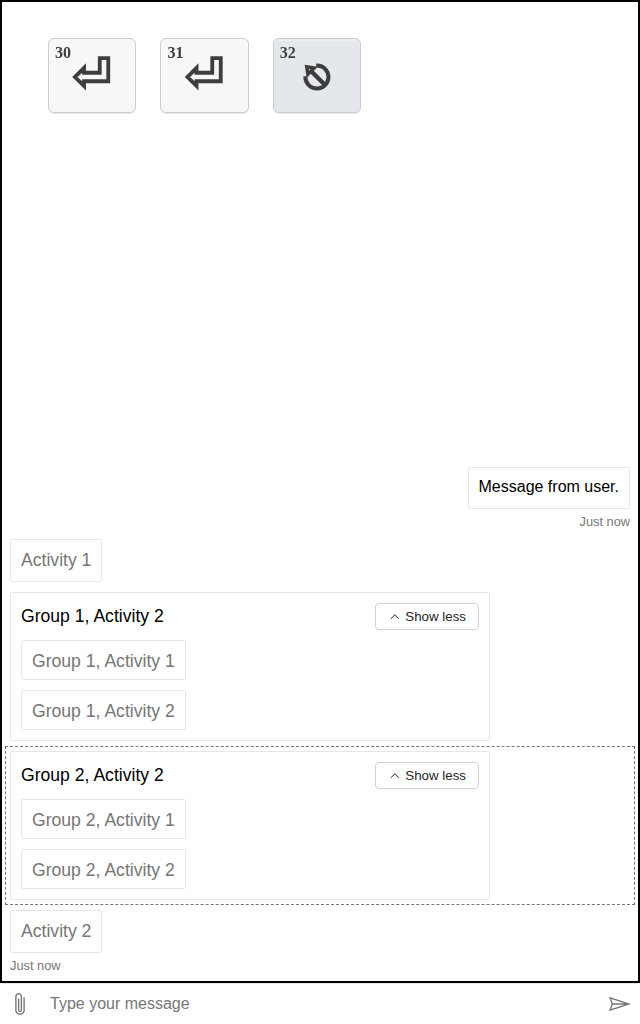 30
31
32
Message from user.
Just now
Activity 1
Group 1, Activity 2
Show less
Group 1, Activity 1
Group 1, Activity 2
Group 2, Activity 2
Show less
Group 2, Activity 1
Group 2, Activity 2
Activity 2
Just now
Type your message